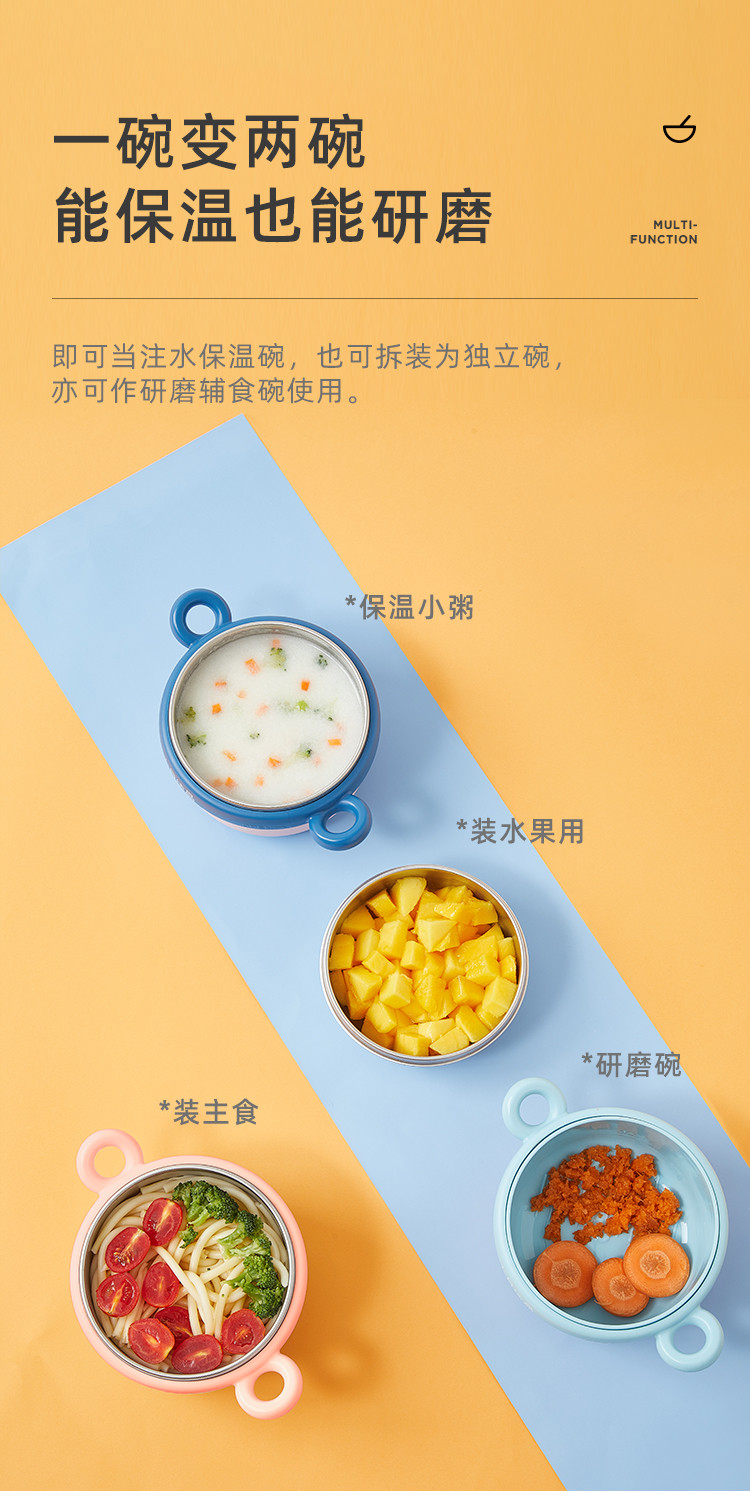 一碗变两碗
能保温也能研磨
MULTI-
FUNCTION
即可当注水保温碗，也可拆装为独立碗，
亦可作研磨辅食碗使用。
*保温小粥
*装水果用
*研磨碗
*装主食